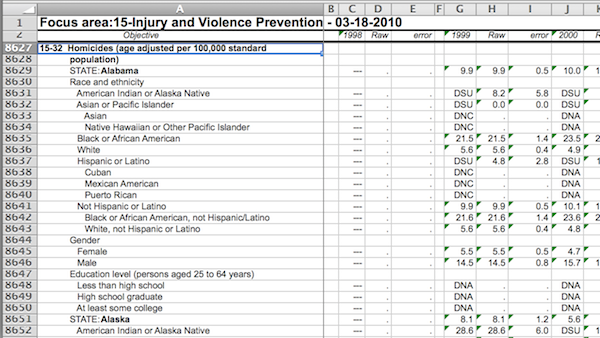 A B C D E F G H I J K
1 Focus area:15-Injury and Violence Prevention - 03-18-2010
2 Objective 1998 Raw error 1999 Raw error 2000 R
8627 15-32 Homicides (age adjusted per 100,000 standard
8628 population)
8629 STATE:Alabama --- . . 9.9 9.9 0.5 10.0 1
8630 Race and ethnicity
8631 American Indian or Alaska Native --- . . DSU 8.2 5.8 DSU
8632 Asian or Pacific Islander --- . . DSU 0.0 0.0 DSU
8633 Asian --- . . DNC . . DNA
8634 Native Hawaiian or Other Pacific Islander --- . . DNC . . DNA
8635 Black or African American --- . . 21.5 21.5 1.4 23.5 2
8636 White --- . . 5.6 5.6 0.4 4.9
8637 Hispanic or Latino --- . . DSU 4.8 2.8 DSU 1
8638 Cuban --- . . DNC . . DNA
8639 Mexican American --- . . DNC . . DNA
8640 Puerto Rican --- . . DNC . . DNA
8641 Not Hispanic or Latino --- . . 9.9 9.9 0.5 10.1 1
8642 Black or African American, not Hispanic/Latino --- . . 21.6 21.6 1.4 23.6 2
8643 White, not Hispanic or Latino --- . . 5.6 5.6 0.4 4.8
8644 Gender
8645 Female --- . . 5.5 5.5 0.5 4.7
8646 Male --- . . 14.5 14.5 0.8 15.7 1
8647 Education level (persons aged 25 to 64 years)
8648 Less than high school --- . . DNA . . DNA
8649 High school graduate --- . . DNA . . DNA
8650 At least some college --- . . DNA . . DNA
8651 STATE:Alaska --- . . 8.1 8.1 1.2 5.6
8652 American Indian or Alaska Native --- . . 28.6 28.6 6.0 DSU 1